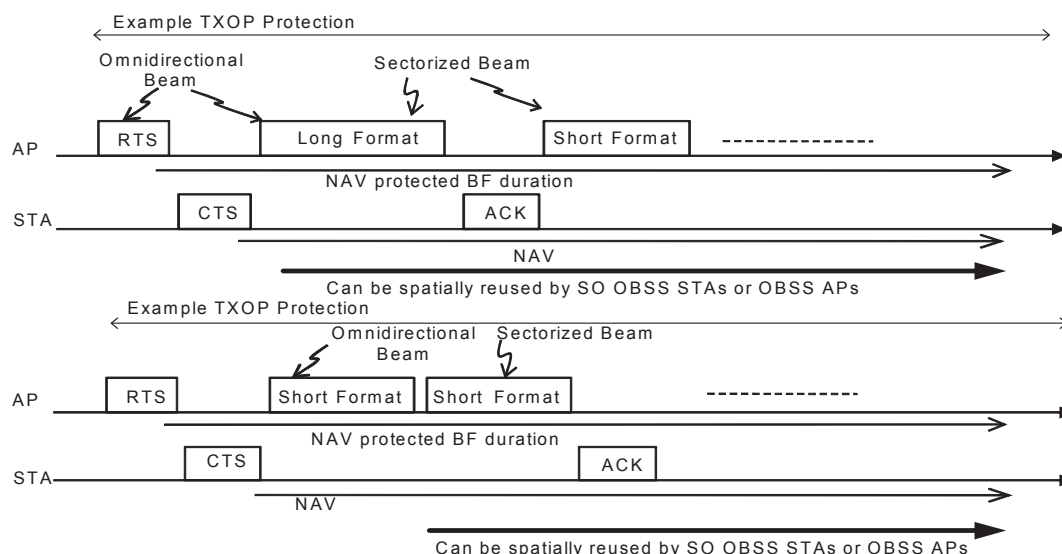 Example TXOP Protection
Omnidirectional
Beam
Sectorized Beam
AP
RTS
Long Format
Short Format
NAV protected BF duration
STA
CTS
ACK
NAV
Can be spatially reused by SO OBSS STAs or OBSS APs
Example TXOP Protection
Omnidirectional
Beam
Sectorized Beam
AP
RTS
Short Format
Short Format
NAV protected BF duration
STA
CTS
ACK
NAV
Can be spatially reused by SO OBSS STAs or OBSS APs